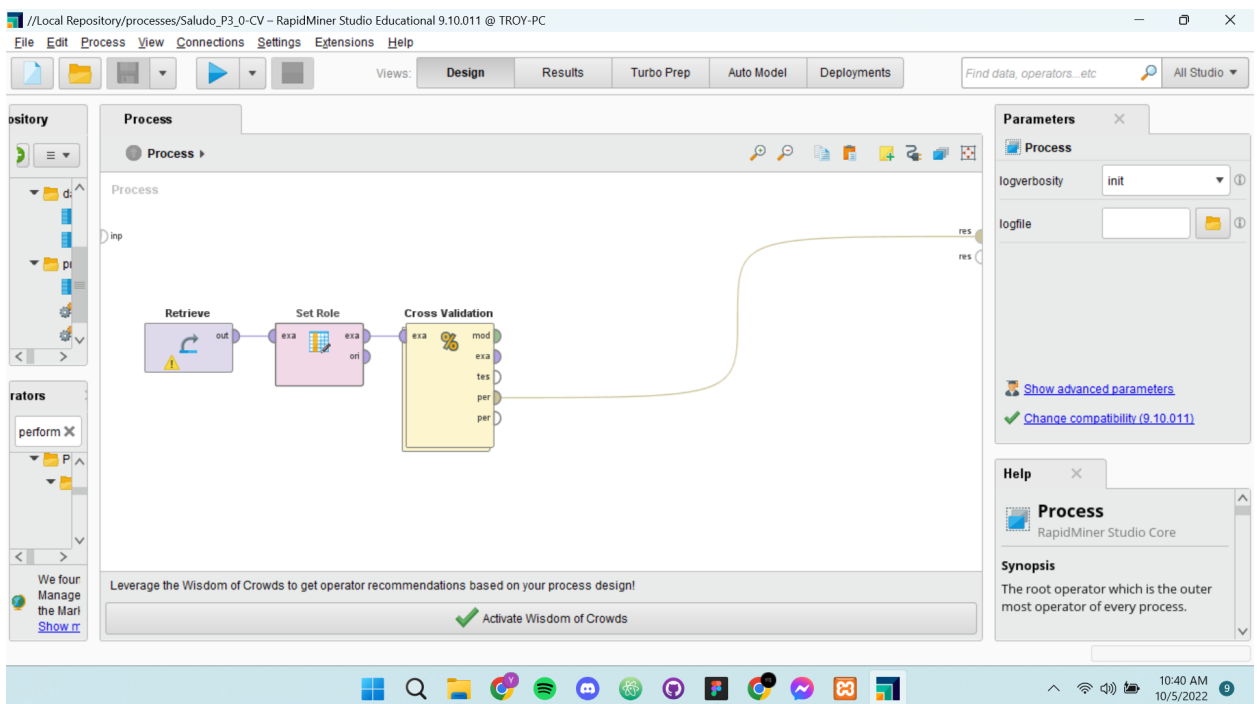 //Local Repository/processes/Saludo_P3_0-CV – RapidMiner Studio Educational 9.10.011 @ TROY-PC
File Edit Process View Connections Settings Extensions Help
Views: Design Results Turbo Prep Auto Model Deployments Find data, operators...etc All Studio
ository
Process
Parameters
Process
Process
logverbosity init
Process
logfile
inp
res
res
Retrieve
Set Role
Cross Validation
out
exa
exa
ori
exa
mod
exa
tes
per
per
rators
perform
P
Show advanced parameters
Change compatibility (9.10.011)
Help
Process
RapidMiner Studio Core
Synopsis
The root operator which is the outer
most operator of every process.
We four
Manage
the Mark
Show m
Leverage the Wisdom of Crowds to get operator recommendations based on your process design!
Activate Wisdom of Crowds
10:40 AM
10/5/2022
9